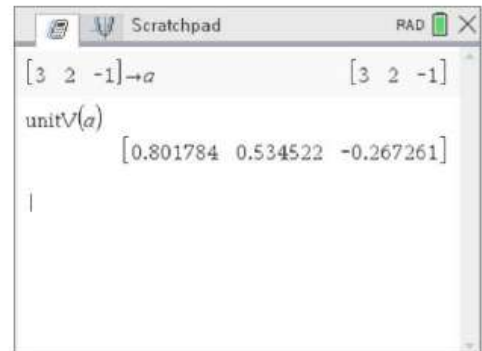 Scratchpad RAD
[3 2 -1]→a [3 2 -1]
unitV(a)
[0.801784 0.534522 -0.267261]